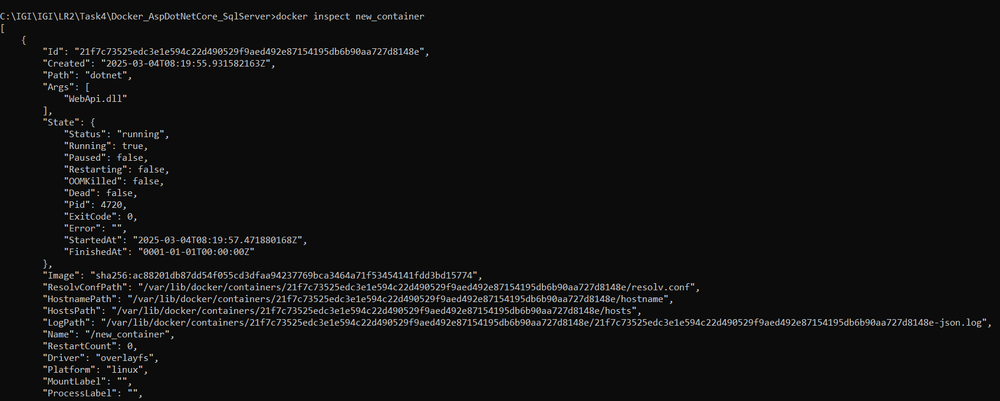 C:\IGI\IGI\LR2\Task4\Docker_AspDotNetCore_SqlServer>docker inspect new_container
[
    {
        "Id": "21f7c73525edc3e1e594c22d490529f9aed492e87154195db6b90aa727d8148e",
        "Created": "2025-03-04T08:19:55.931582163Z",
        "Path": "dotnet",
        "Args": [
            "WebApi.dll"
        ],
        "State": {
            "Status": "running",
            "Running": true,
            "Paused": false,
            "Restarting": false,
            "OOMKilled": false,
            "Dead": false,
            "Pid": 4720,
            "ExitCode": 0,
            "Error": "",
            "StartedAt": "2025-03-04T08:19:57.471880168Z",
            "FinishedAt": "0001-01-01T00:00:00Z"
        },
        "Image": "sha256:ac88201db87dd54f055cd3dfaa94237769bca3464a71f53454141fdd3bd15774",
        "ResolvConfPath": "/var/lib/docker/containers/21f7c73525edc3e1e594c22d490529f9aed492e87154195db6b90aa727d8148e/resolv.conf",
        "HostnamePath": "/var/lib/docker/containers/21f7c73525edc3e1e594c22d490529f9aed492e87154195db6b90aa727d8148e/hostname",
        "HostsPath": "/var/lib/docker/containers/21f7c73525edc3e1e594c22d490529f9aed492e87154195db6b90aa727d8148e/hosts",
        "LogPath": "/var/lib/docker/containers/21f7c73525edc3e1e594c22d490529f9aed492e87154195db6b90aa727d8148e/21f7c73525edc3e1e594c22d490529f9aed492e87154195db6b90aa727d8148e-json.log",
        "Name": "/new_container",
        "RestartCount": 0,
        "Driver": "overlayfs",
        "Platform": "linux",
        "MountLabel": "",
        "ProcessLabel": "",